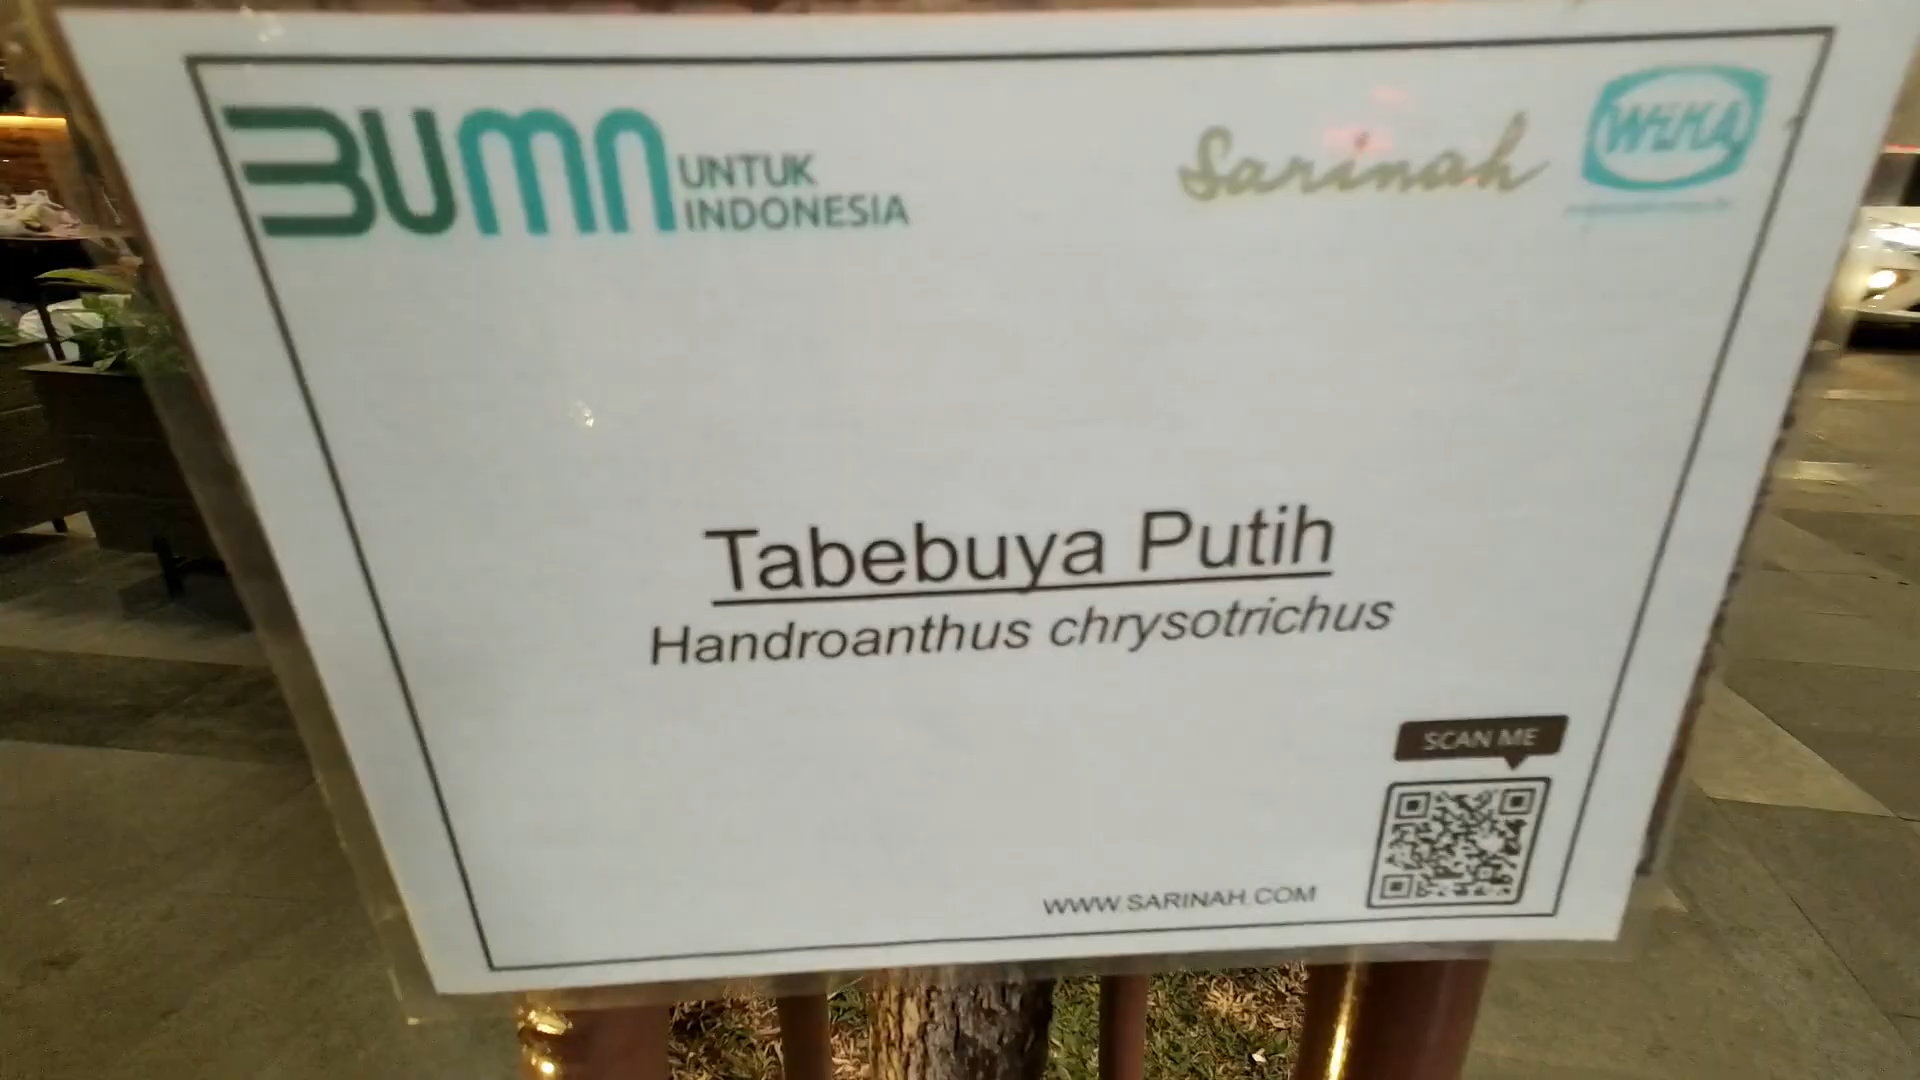 BUMN UNTUK INDONESIA
Sarinah
WIKA
Tabebuya Putih
Handroanthus chrysotrichus
SCAN ME
WWW.SARINAH.COM